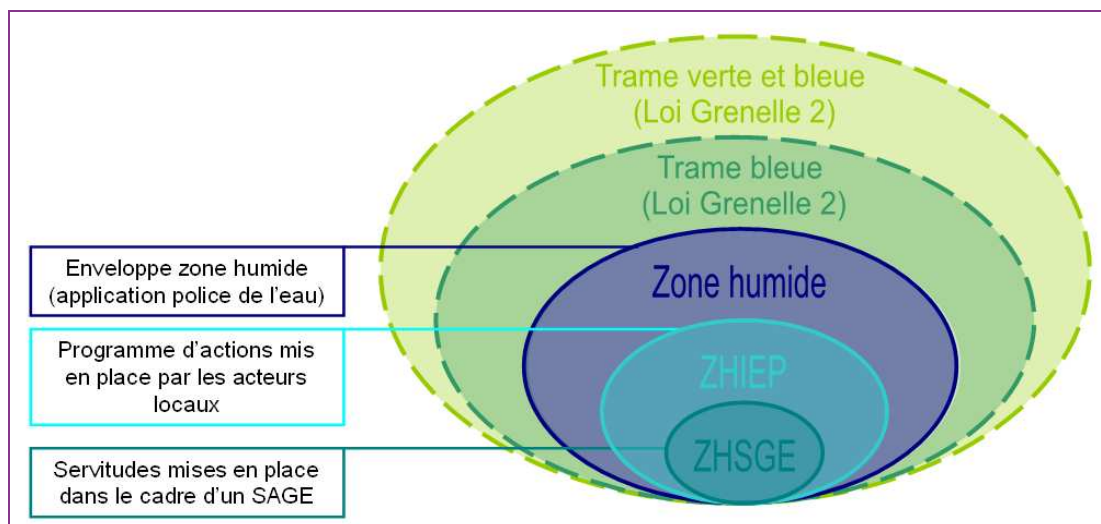 Trame verte et bleue
(Loi Grenelle 2)
Trame bleue
(Loi Grenelle 2)
Enveloppe zone humide
(application police de l'eau)
Zone humide
Programme d'actions mis
en place par les acteurs
locaux
ZHIEP
Servitudes mises en place
dans le cadre d'un SAGE
ZHSGE